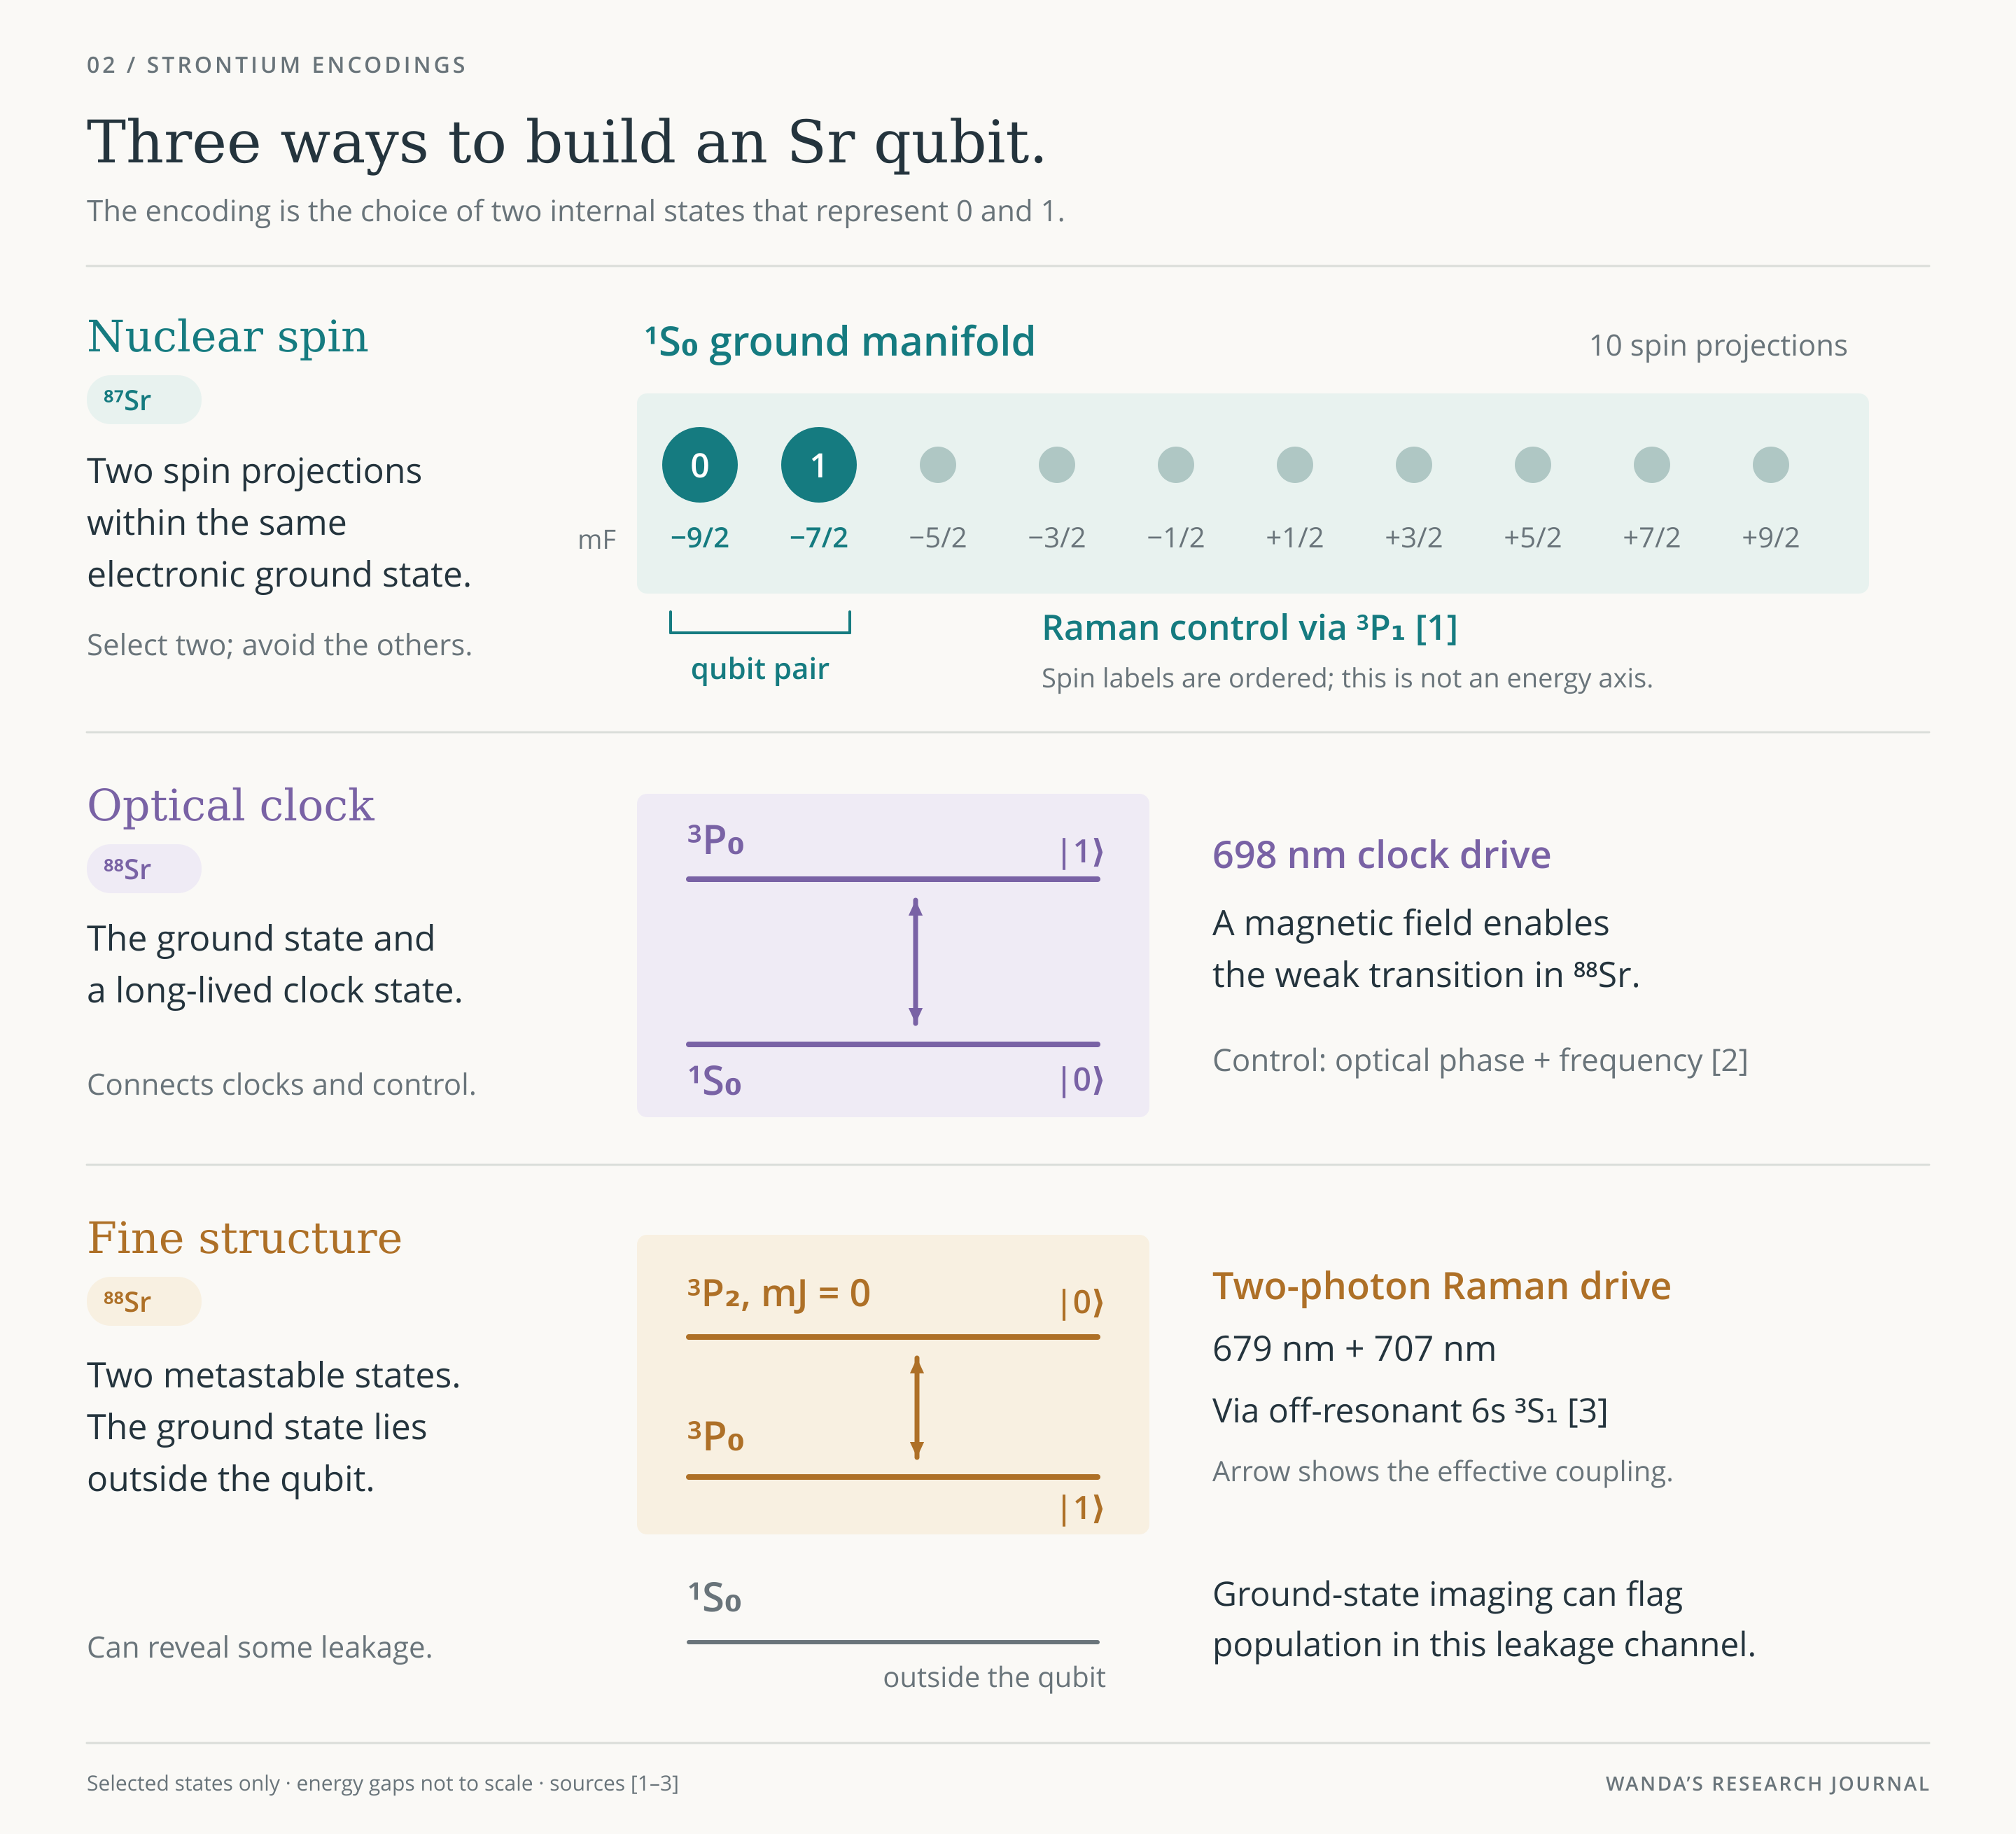 02 / STRONTIUM ENCODINGS
Three ways to build an Sr qubit.
The encoding is the choice of two internal states that represent 0 and 1.
Nuclear spin
⁸⁷Sr
Two spin projections
within the same
electronic ground state.
Select two; avoid the others.
¹S₀ ground manifold
10 spin projections
0 1
mF −9/2 −7/2 −5/2 −3/2 −1/2 +1/2 +3/2 +5/2 +7/2 +9/2
qubit pair
Raman control via ³P₁ [1]
Spin labels are ordered; this is not an energy axis.
Optical clock
⁸⁸Sr
The ground state and
a long-lived clock state.
Connects clocks and control.
³P₀ |1⟩
¹S₀ |0⟩
698 nm clock drive
A magnetic field enables
the weak transition in ⁸⁸Sr.
Control: optical phase + frequency [2]
Fine structure
⁸⁸Sr
Two metastable states.
The ground state lies
outside the qubit.
Can reveal some leakage.
³P₂, mJ = 0 |0⟩
³P₀
|1⟩
¹S₀
outside the qubit
Two-photon Raman drive
679 nm + 707 nm
Via off-resonant 6s ³S₁ [3]
Arrow shows the effective coupling.
Ground-state imaging can flag
population in this leakage channel.
Selected states only · energy gaps not to scale · sources [1–3]
WANDA’S RESEARCH JOURNAL